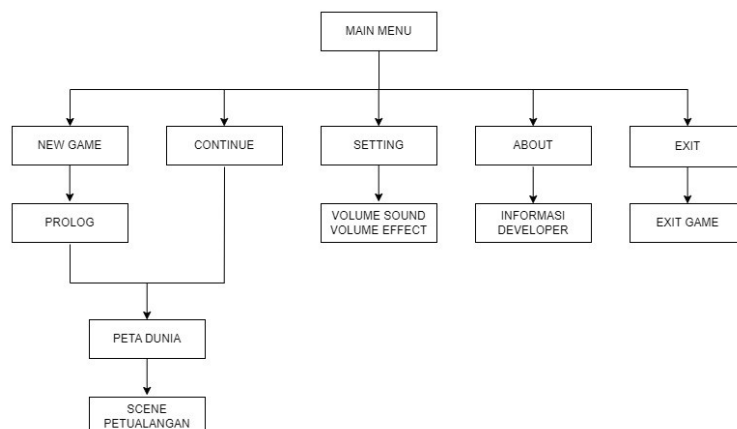 MAIN MENU
NEW GAME
CONTINUE
SETTING
ABOUT
EXIT
PROLOG
VOLUME SOUND
VOLUME EFFECT
INFORMASI
DEVELOPER
EXIT GAME
PETA DUNIA
SCENE
PETUALANGAN